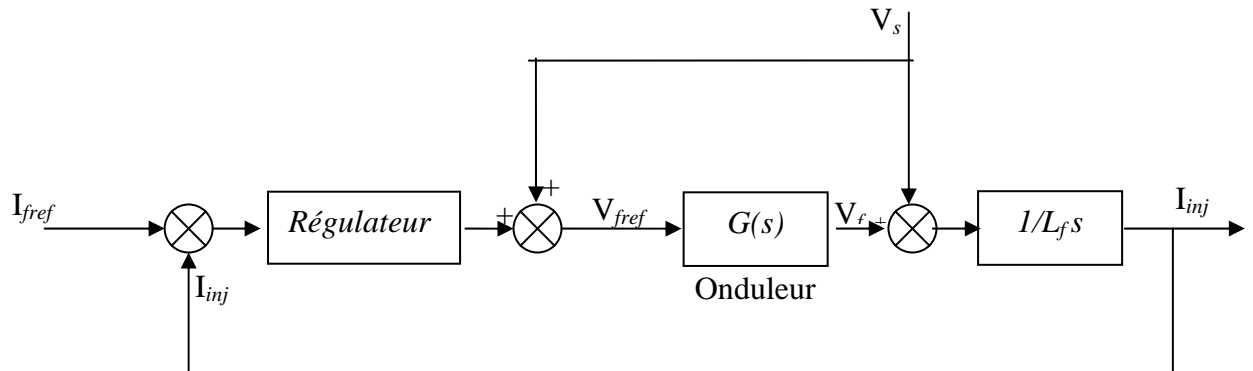 V_s
+
I_fref
Régulateur
+
V_fref
G(s)
V_f
+
1/L_f s
I_inj
Onduleur
I_inj